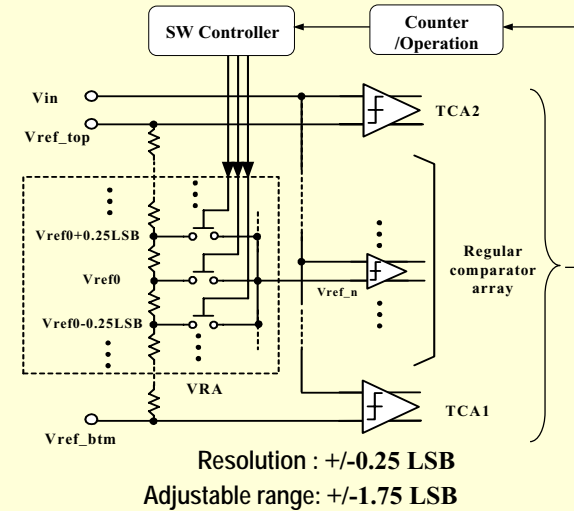 SW Controller
Counter
/Operation
Vin
TCA2
Vref_top
Vref0+0.25LSB
Vref0
Vref_n
Regular
comparator
array
Vref0-0.25LSB
VRA
TCA1
Vref_btm
Resolution : +/-0.25 LSB
Adjustable range: +/-1.75 LSB